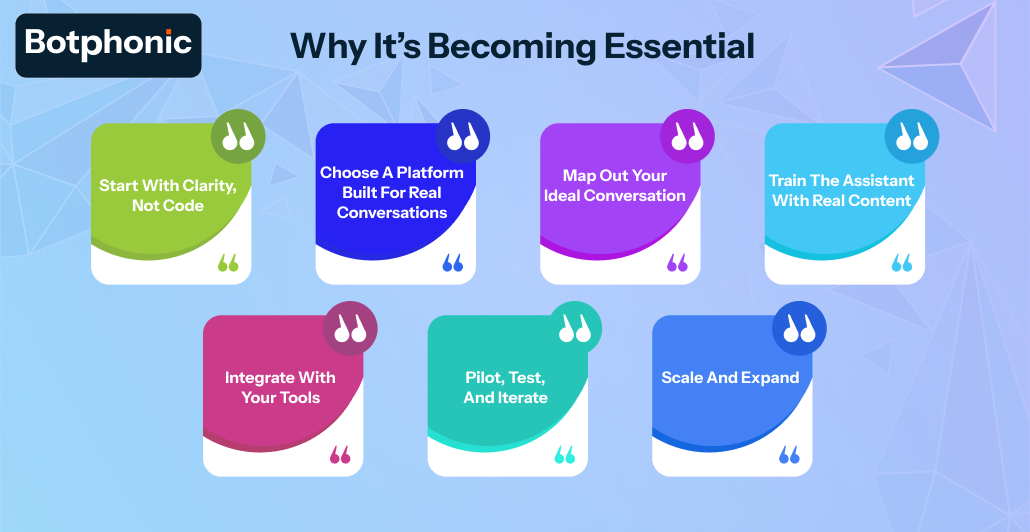 Botphonic
Why It’s Becoming Essential
Start With Clarity,
Not Code
Choose A Platform
Built For Real
Conversations
Map Out Your
Ideal Conversation
Train The Assistant
With Real Content
Integrate With
Your Tools
Pilot, Test,
And Iterate
Scale And Expand